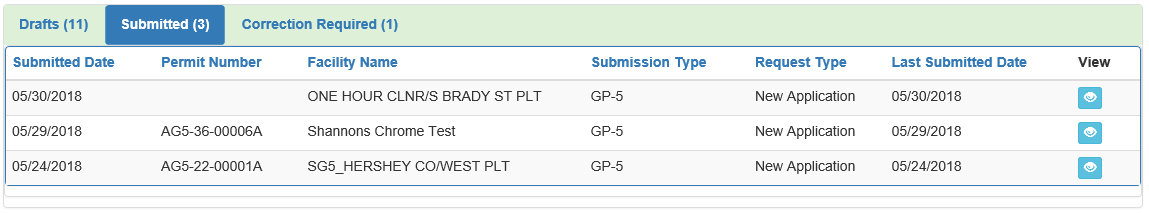 Drafts (11) Submitted (3) Correction Required (1)
Submitted Date Permit Number Facility Name Submission Type Request Type Last Submitted Date View
05/30/2018 ONE HOUR CLNR/S BRADY ST PLT GP-5 New Application 05/30/2018
05/29/2018 AG5-36-00006A Shannons Chrome Test GP-5 New Application 05/29/2018
05/24/2018 AG5-22-00001A SG5_HERSHEY CO/WEST PLT GP-5 New Application 05/24/2018